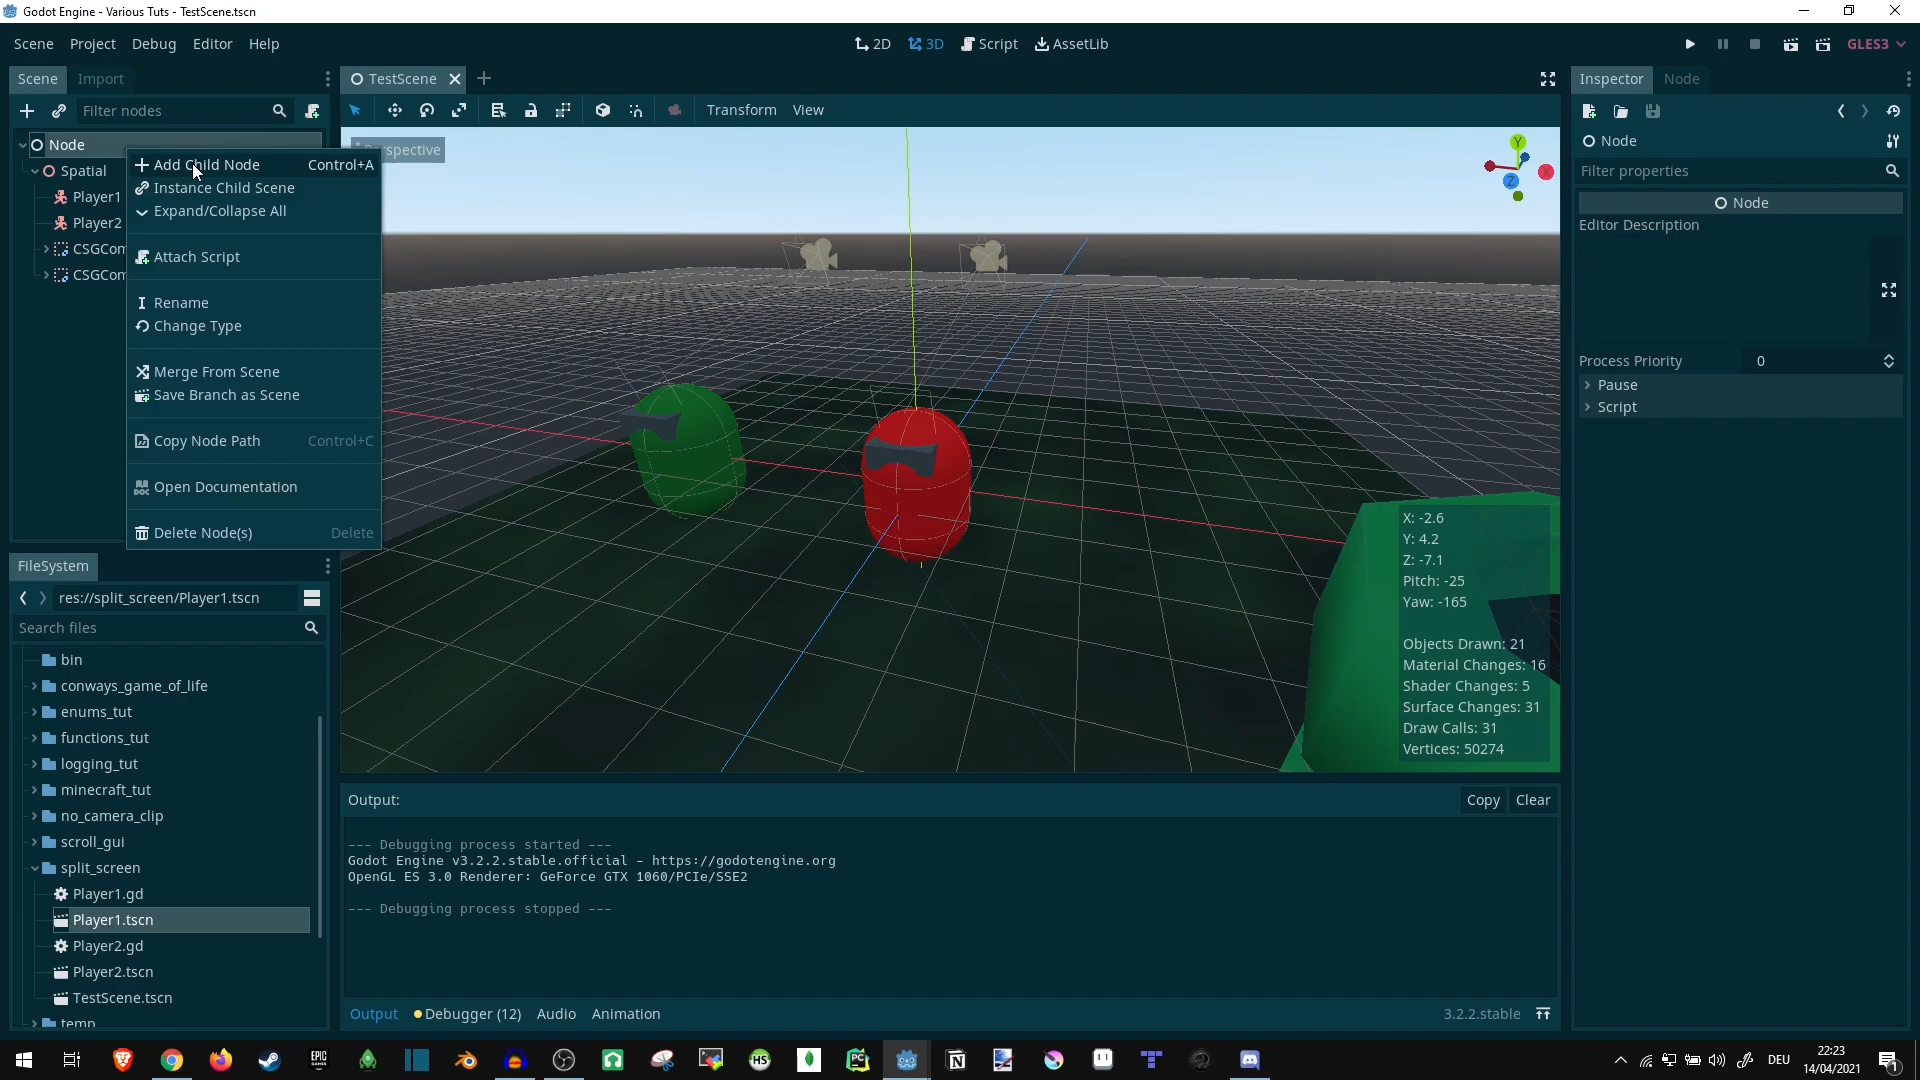 Godot Engine - Various Tuts - TestScene.tscn
Scene Project Debug Editor Help
2D 3D Script AssetLib
GLES3
Scene Import
TestScene
Inspector Node
Filter nodes
Transform View
Node
Perspective
Node
Spatial
Player1
Player2
CSGCom
CSGCom
Add Child Node Control+A
Instance Child Scene
Expand/Collapse All
Attach Script
Rename
Change Type
Merge From Scene
Save Branch as Scene
Copy Node Path Control+C
Open Documentation
Delete Node(s) Delete
Y
X
Z
X: -2.6
Y: 4.2
Z: -7.1
Pitch: -25
Yaw: -165
Objects Drawn: 21
Material Changes: 16
Shader Changes: 5
Surface Changes: 31
Draw Calls: 31
Vertices: 50274
Filter properties
Node
Editor Description
Process Priority 0
Pause
Script
FileSystem
res://split_screen/Player1.tscn
Search files
bin
conways_game_of_life
enums_tut
functions_tut
logging_tut
minecraft_tut
no_camera_clip
scroll_gui
split_screen
Player1.gd
Player1.tscn
Player2.gd
Player2.tscn
TestScene.tscn
temp
Output:
Copy Clear
--- Debugging process started ---
Godot Engine v3.2.2.stable.official - https://godotengine.org
OpenGL ES 3.0 Renderer: GeForce GTX 1060/PCIe/SSE2
--- Debugging process stopped ---
Output Debugger (12) Audio Animation
3.2.2.stable
EPIC GAMES
HS
PC
N
DEU
22:23
14/04/2021
1